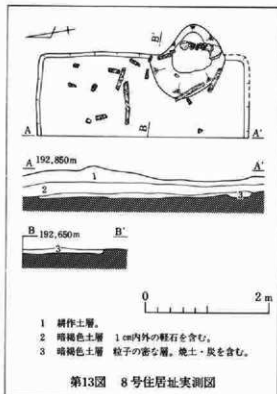 B'
B
A
A'
A 192,850m
A'
1
2
3
B 192,650m B'
3
0 2 m
1 耕作土層。
2 暗褐色土層 1cm内外の軽石を含む。
3 暗褐色土層 粒子の密な層。焼土・炭を含む。
第13図 8号住居址実測図